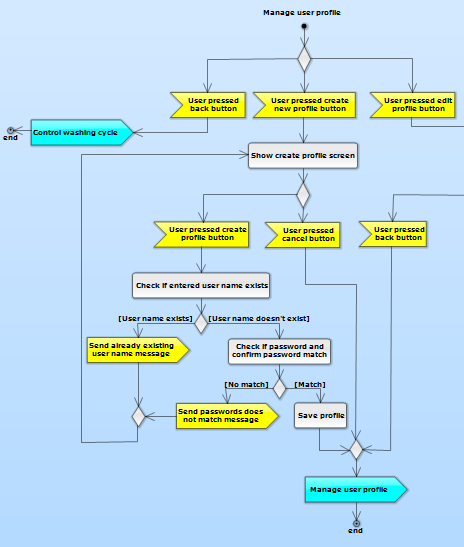 Manage user profile
User pressed
back button
User pressed create
new profile button
User pressed edit
profile button
Control washing cycle
end
Show create profile screen
User pressed create
profile button
User pressed
cancel button
User pressed
back button
Check if entered user name exists
[User name exists]
[User name doesn't exist]
Send already existing
user name message
Check if password and
confirm password match
[No match]
[Match]
Send passwords does
not match message
Save profile
Manage user profile
end